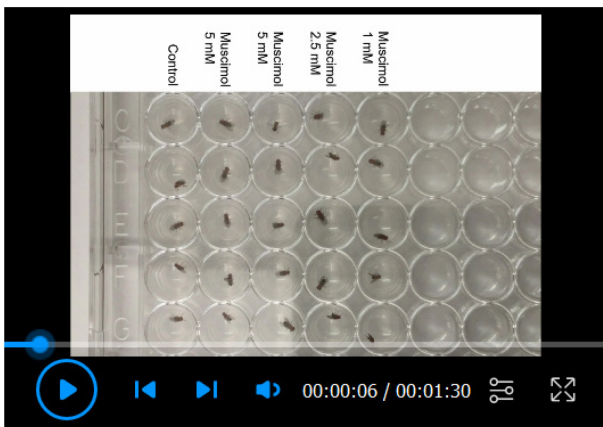 Control
Muscimol
5 mM
Muscimol
5 mM
Muscimol
2.5 mM
Muscimol
1 mM
C
D
E
F
G
00:00:06 / 00:01:30